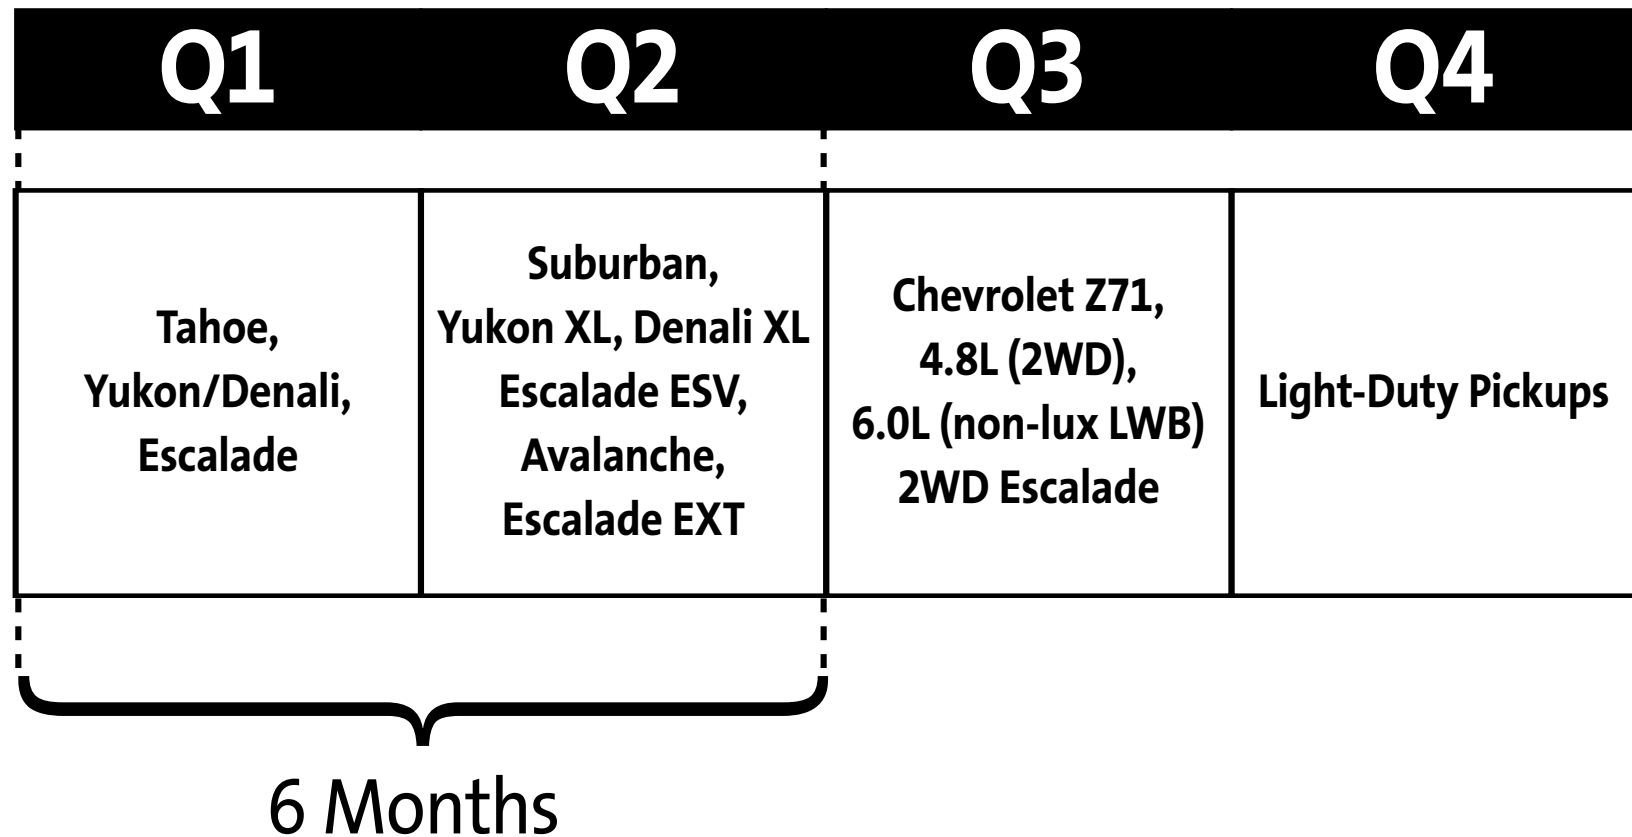 Q1
Q2
Q3
Q4
Tahoe,
Yukon/Denali,
Escalade
Suburban,
Yukon XL, Denali XL
Escalade ESV,
Avalanche,
Escalade EXT
Chevrolet Z71,
4.8L (2WD),
6.0L (non-lux LWB)
2WD Escalade
Light-Duty Pickups
6 Months